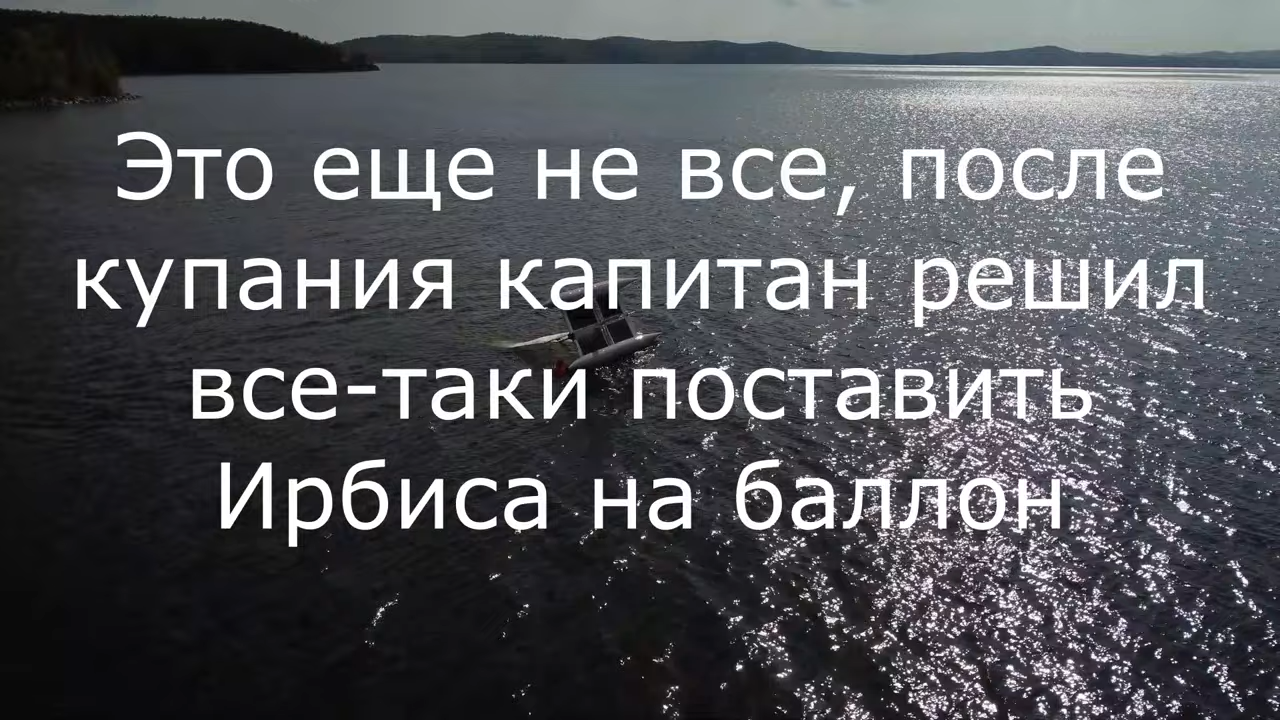 Это еще не все, после
купания капитан решил
все-таки поставить
Ирбиса на баллон